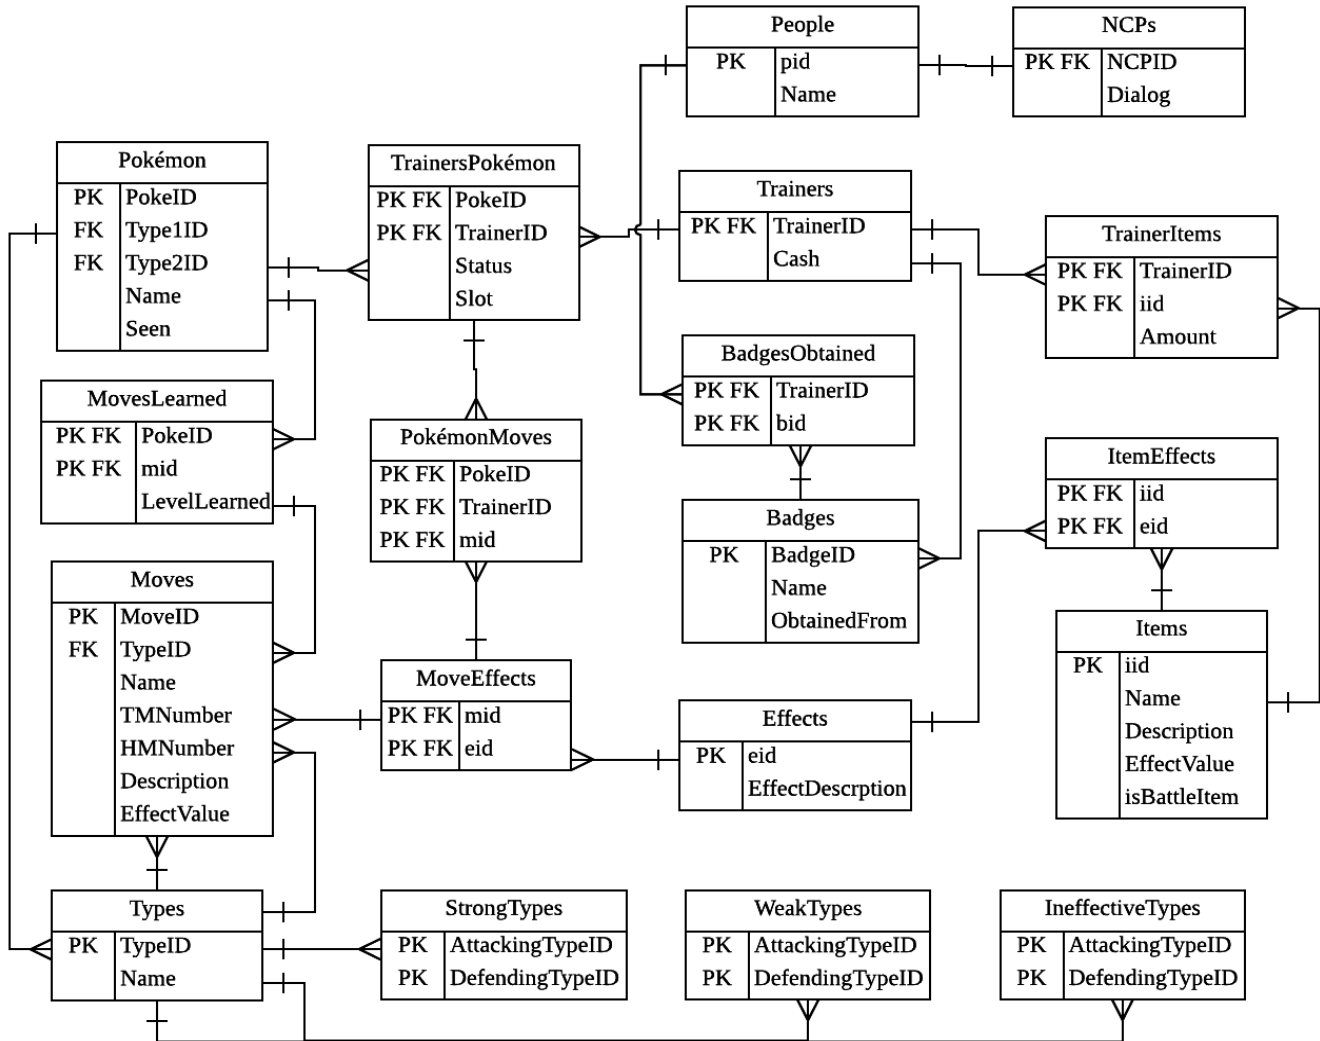 People
PK pid
Name
NCPs
PK FK NCPID
Dialog
Pokémon
PK PokeID
FK Type1ID
FK Type2ID
Name
Seen
TrainersPokémon
PK FK PokeID
PK FK TrainerID
Status
Slot
Trainers
PK FK TrainerID
Cash
TrainerItems
PK FK TrainerID
PK FK iid
Amount
BadgesObtained
PK FK TrainerID
PK FK bid
MovesLearned
PK FK PokeID
PK FK mid
LevelLearned
PokémonMoves
PK FK PokeID
PK FK TrainerID
PK FK mid
ItemEffects
PK FK iid
PK FK eid
Badges
PK BadgeID
Name
ObtainedFrom
Moves
PK MoveID
FK TypeID
Name
TMNumber
HMNumber
Description
EffectValue
MoveEffects
PK FK mid
PK FK eid
Effects
PK eid
EffectDescrption
Items
PK iid
Name
Description
EffectValue
isBattleItem
Types
PK TypeID
Name
StrongTypes
PK AttackingTypeID
PK DefendingTypeID
WeakTypes
PK AttackingTypeID
PK DefendingTypeID
IneffectiveTypes
PK AttackingTypeID
PK DefendingTypeID